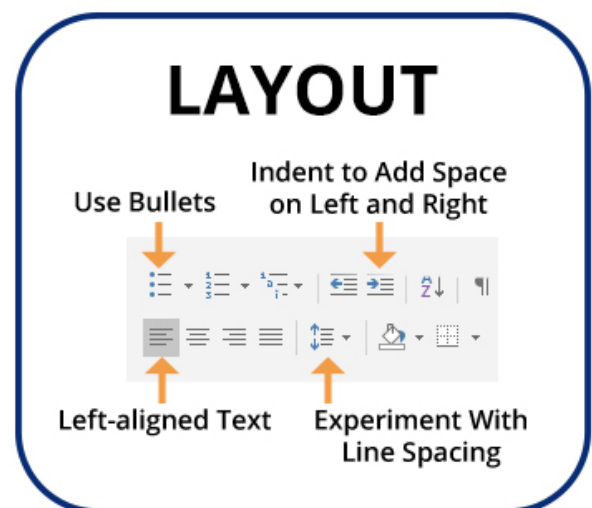 LAYOUT
Indent to Add Space
on Left and Right
Use Bullets
Left-aligned Text
Experiment With
Line Spacing